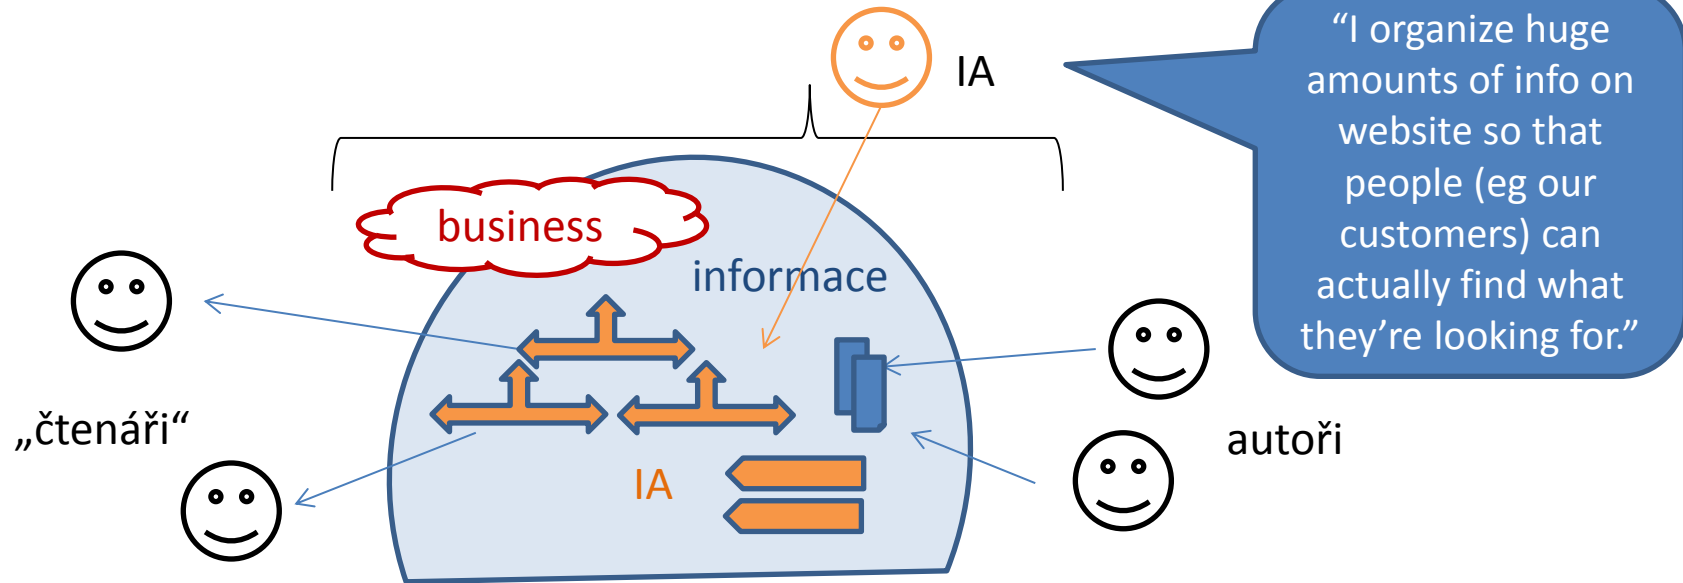 IA
“I organize huge
amounts of info on
website so that
people (eg our
customers) can
actually find what
they’re looking for.”
business
informace
„čtenáři“
autoři
IA